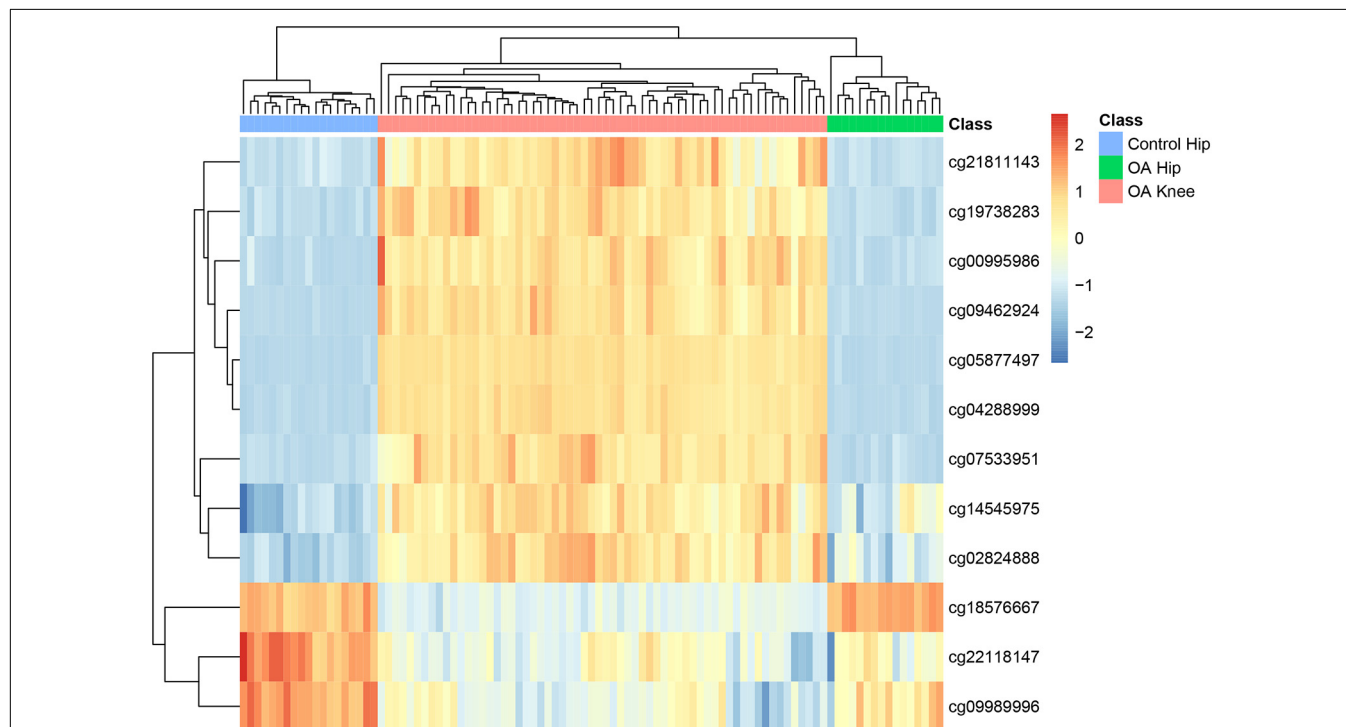 Class
cg21811143
cg19738283
cg00995986
cg09462924
cg05877497
cg04288999
cg07533951
cg14545975
cg02824888
cg18576667
cg22118147
cg09989996
2
1
0
−1
−2
Class
Control Hip
OA Hip
OA Knee